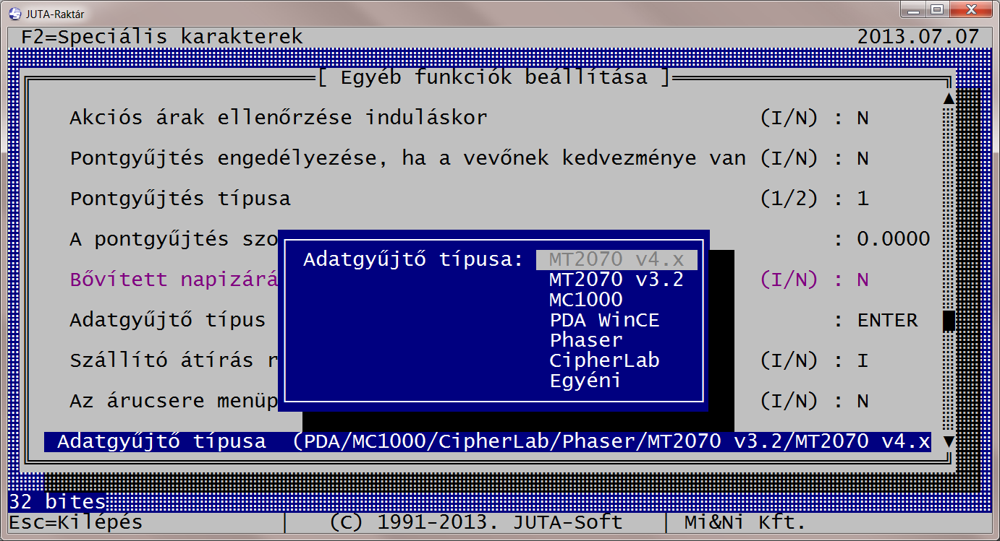 JUTA-Raktár
F2=Speciális karakterek 2013.07.07
[ Egyéb funkciók beállítása ]
Akciós árak ellenőrzése induláskor (I/N) : N
Pontgyűjtés engedélyezése, ha a vevőnek kedvezménye van (I/N) : N
Pontgyűjtés típusa (1/2) : 1
A pontgyűjtés szo : 0.0000
Adatgyűjtő típusa: MT2070 v4.x
Bővített napizárá MT2070 v3.2 (I/N) : N
MC1000
Adatgyűjtő típus PDA WinCE : ENTER
Phaser
Szállító átírás r CipherLab (I/N) : I
Egyéni
Az árucsere menüp (I/N) : N
Adatgyűjtő típusa (PDA/MC1000/CipherLab/Phaser/MT2070 v3.2/MT2070 v4.x
32 bites
Esc=Kilépés | (C) 1991-2013. JUTA-Soft | Mi&Ni Kft.